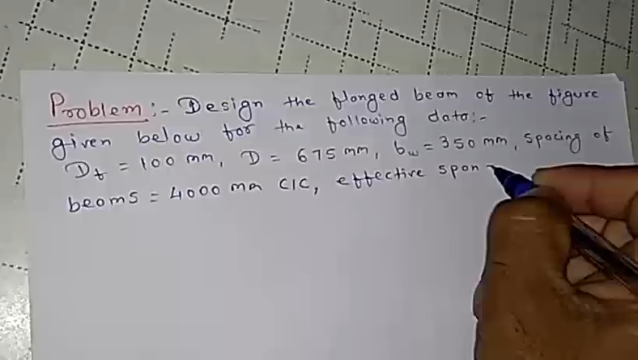 Problem :- Design the flanged beam of the figure
given below for the following data:-
Df = 100 mm, D = 675 mm, bw = 350 mm, spacing of
beams = 4000 mm C/C, effective span